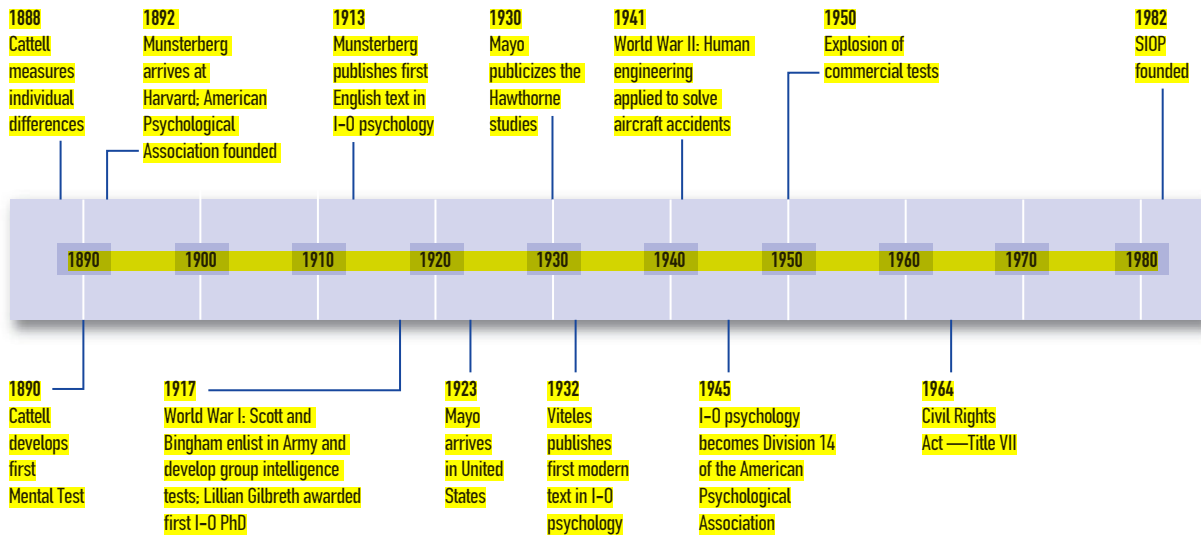 1888
Cattell
measures
individual
differences
1892
Munsterberg
arrives at
Harvard; American
Psychological
Association founded
1913
Munsterberg
publishes first
English text in
I-O psychology
1930
Mayo
publicizes the
Hawthorne
studies
1941
World War II: Human
engineering
applied to solve
aircraft accidents
1950
Explosion of
commercial tests
1982
SIOP
founded
1890
1900
1910
1920
1930
1940
1950
1960
1970
1980
1890
Cattell
develops
first
Mental Test
1917
World War I: Scott and
Bingham enlist in Army and
develop group intelligence
tests; Lillian Gilbreth awarded
first I-O PhD
1923
Mayo
arrives
in United
States
1932
Viteles
publishes
first modern
text in I-O
psychology
1945
I-O psychology
becomes Division 14
of the American
Psychological
Association
1964
Civil Rights
Act —Title VII